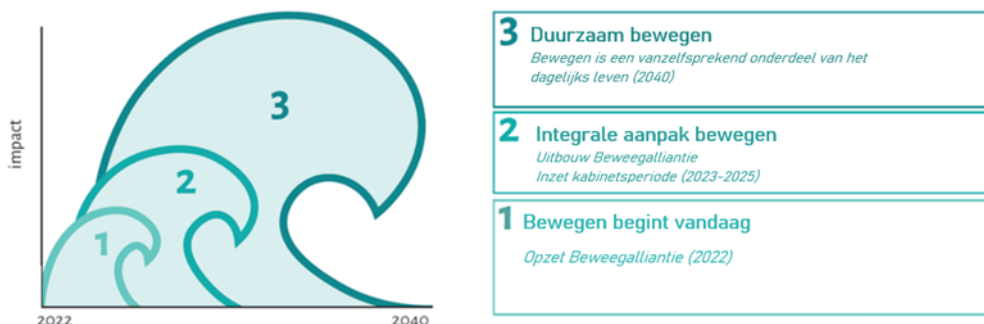 impact
3
2
1
2022
2040
3 Duurzaam bewegen
Bewegen is een vanzelfsprekend onderdeel van het
dagelijks leven (2040)
2 Integrale aanpak bewegen
Uitbouw Beweegalliantie
Inzet kabinetsperiode (2023-2025)
1 Bewegen begint vandaag
Opzet Beweegalliantie (2022)